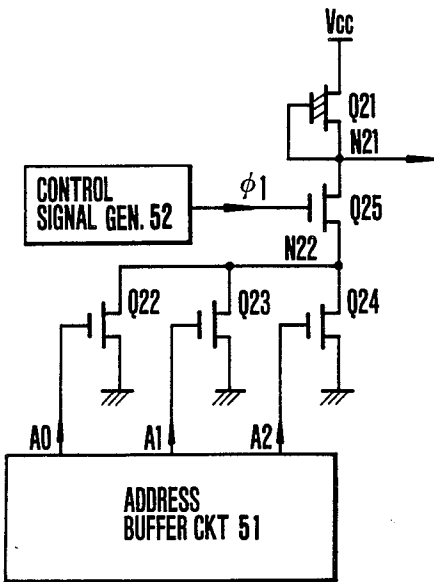 Vcc
Q21
N21
CONTROL
SIGNAL GEN. 52
ϕ1
Q25
N22
Q22
Q23
Q24
A0
A1
A2
ADDRESS
BUFFER CKT 51